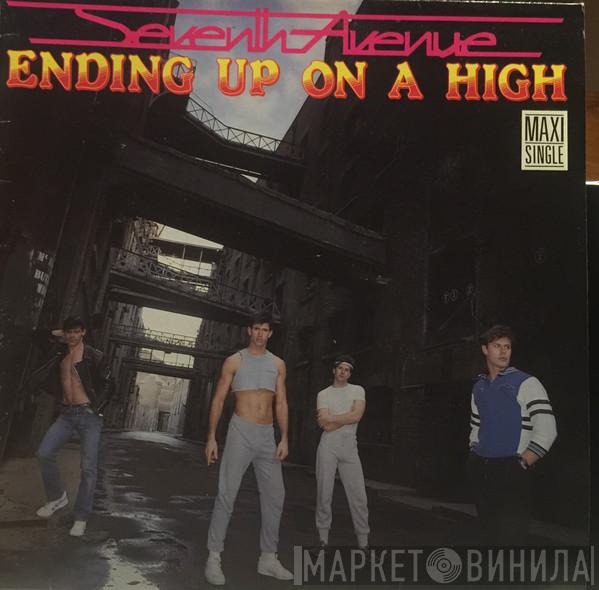 Seventh Avenue
ENDING UP ON A HIGH
MAXI
SINGLE
МАРКЕТ ВИНИЛА